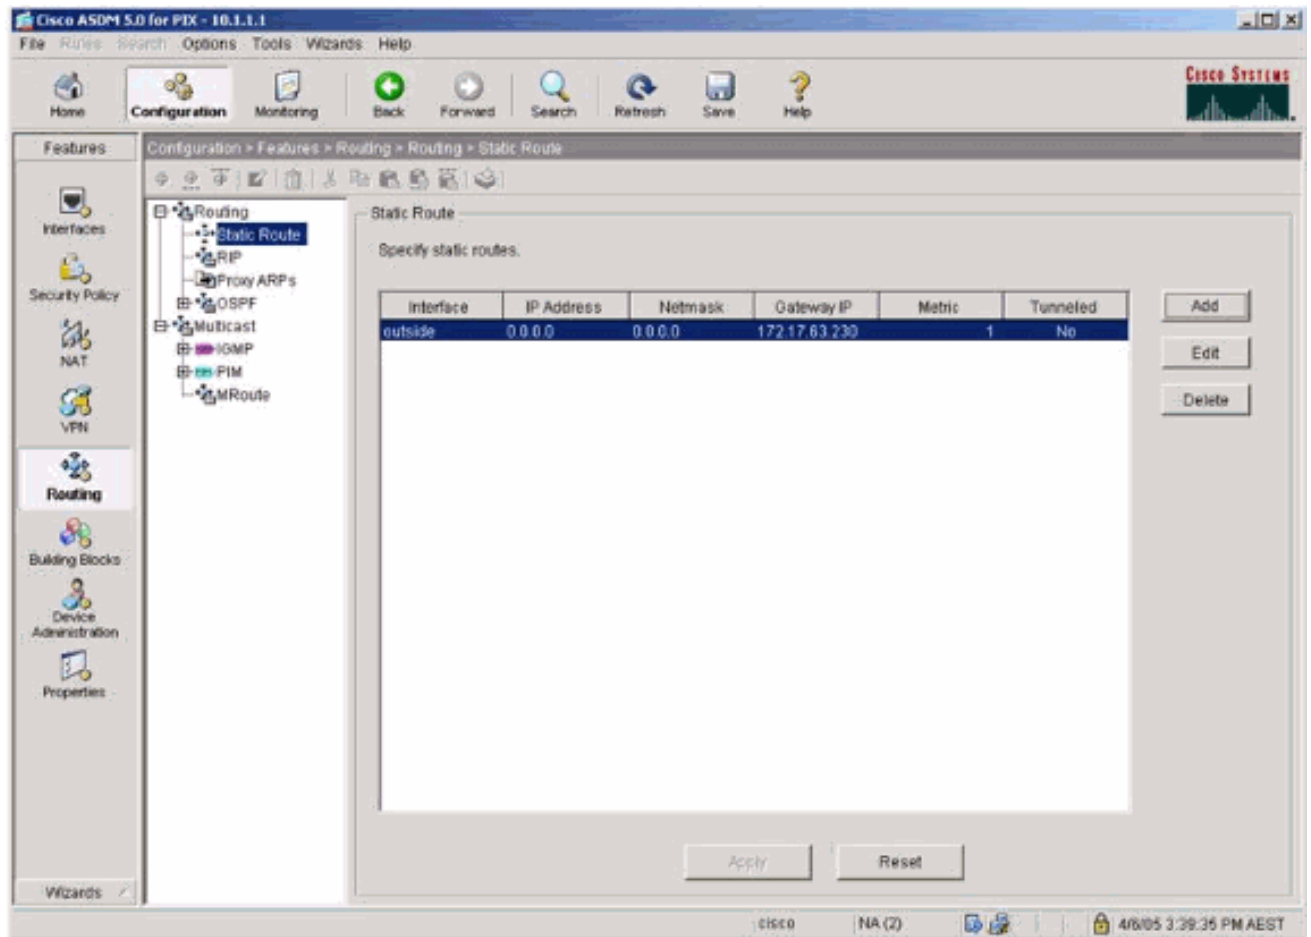 Cisco ASDM 5.0 for PIX - 10.1.1.1
File Rules Search Options Tools Wizards Help
Home Configuration Monitoring Back Forward Search Refresh Save Help
CISCO SYSTEMS
Features
Configuration > Features > Routing > Routing > Static Route
Interfaces
Security Policy
NAT
VPN
Routing
Building Blocks
Device Administration
Properties
Wizards
Routing
Static Route
RIP
Proxy ARPs
OSPF
Multicast
IGMP
PIM
MRoute
Static Route
Specify static routes.
Interface IP Address Netmask Gateway IP Metric Tunneled
outside 0.0.0.0 0.0.0.0 172.17.63.230 1 No
Add
Edit
Delete
Apply Reset
cisco NA (2) 4/6/05 3:39:35 PM AEST